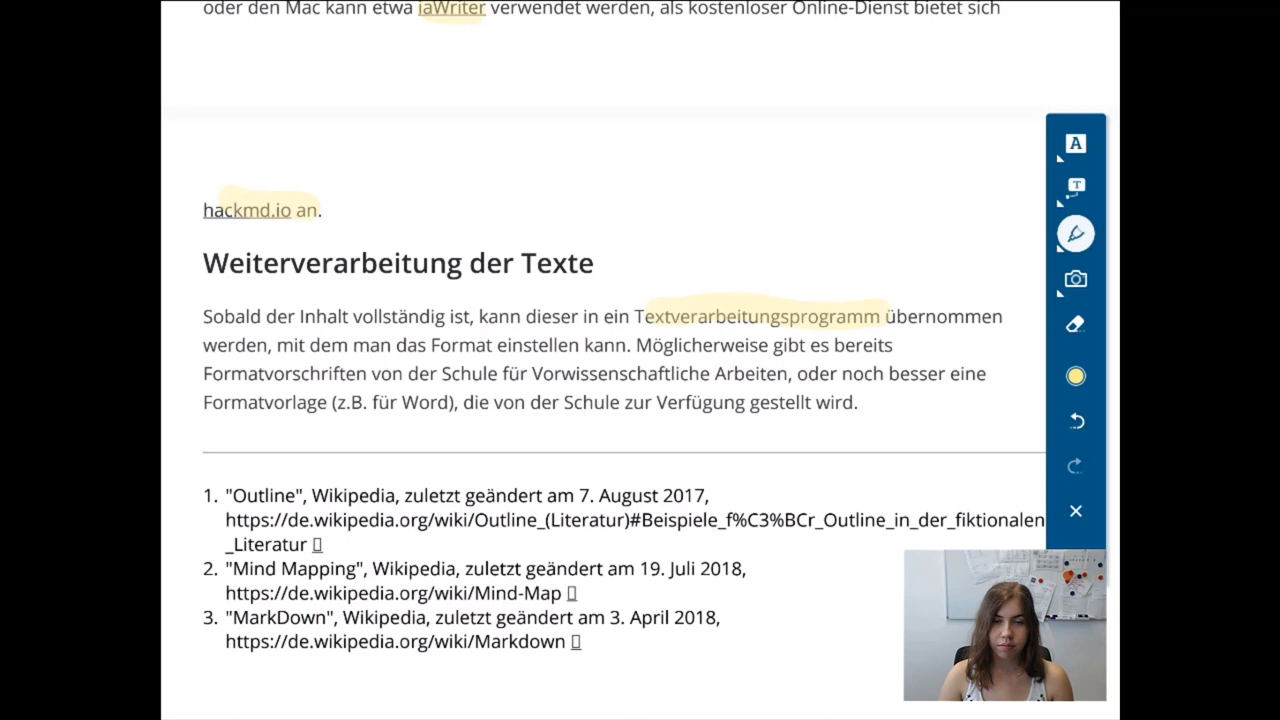 oder den Mac kann etwa iaWriter verwendet werden, als kostenloser Online-Dienst bietet sich
hackmd.io an.
Weiterverarbeitung der Texte
Sobald der Inhalt vollständig ist, kann dieser in ein Textverarbeitungsprogramm übernommen
werden, mit dem man das Format einstellen kann. Möglicherweise gibt es bereits
Formatvorschriften von der Schule für Vorwissenschaftliche Arbeiten, oder noch besser eine
Formatvorlage (z.B. für Word), die von der Schule zur Verfügung gestellt wird.
1. "Outline", Wikipedia, zuletzt geändert am 7. August 2017,
https://de.wikipedia.org/wiki/Outline_(Literatur)#Beispiele_f%C3%BCr_Outline_in_der_fiktionalen
_Literatur
2. "Mind Mapping", Wikipedia, zuletzt geändert am 19. Juli 2018,
https://de.wikipedia.org/wiki/Mind-Map
3. "MarkDown", Wikipedia, zuletzt geändert am 3. April 2018,
https://de.wikipedia.org/wiki/Markdown
A
T